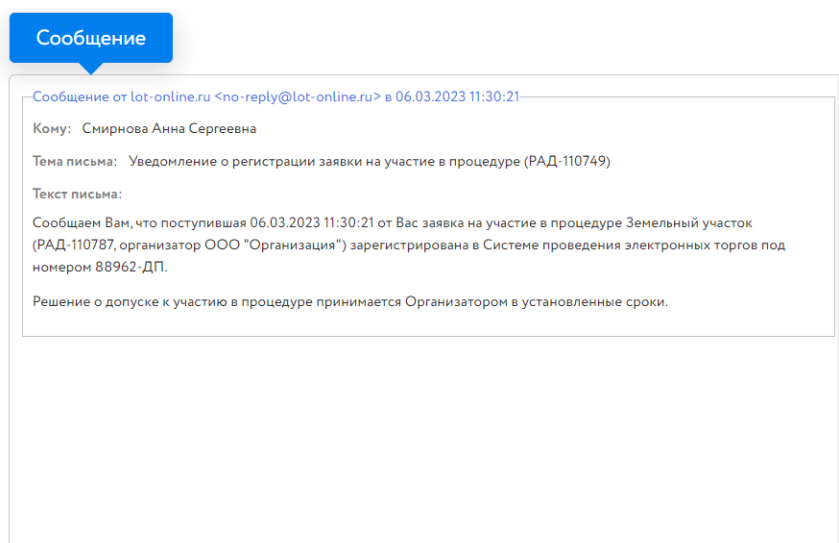 Сообщение
Сообщение от lot-online.ru <no-reply@lot-online.ru> в 06.03.2023 11:30:21
Кому: Смирнова Анна Сергеевна
Тема письма: Уведомление о регистрации заявки на участие в процедуре (РАД-110749)
Текст письма:
Сообщаем Вам, что поступившая 06.03.2023 11:30:21 от Вас заявка на участие в процедуре Земельный участок
(РАД-110787, организатор ООО "Организация") зарегистрирована в Системе проведения электронных торгов под
номером 88962-ДП.
Решение о допуске к участию в процедуре принимается Организатором в установленные сроки.